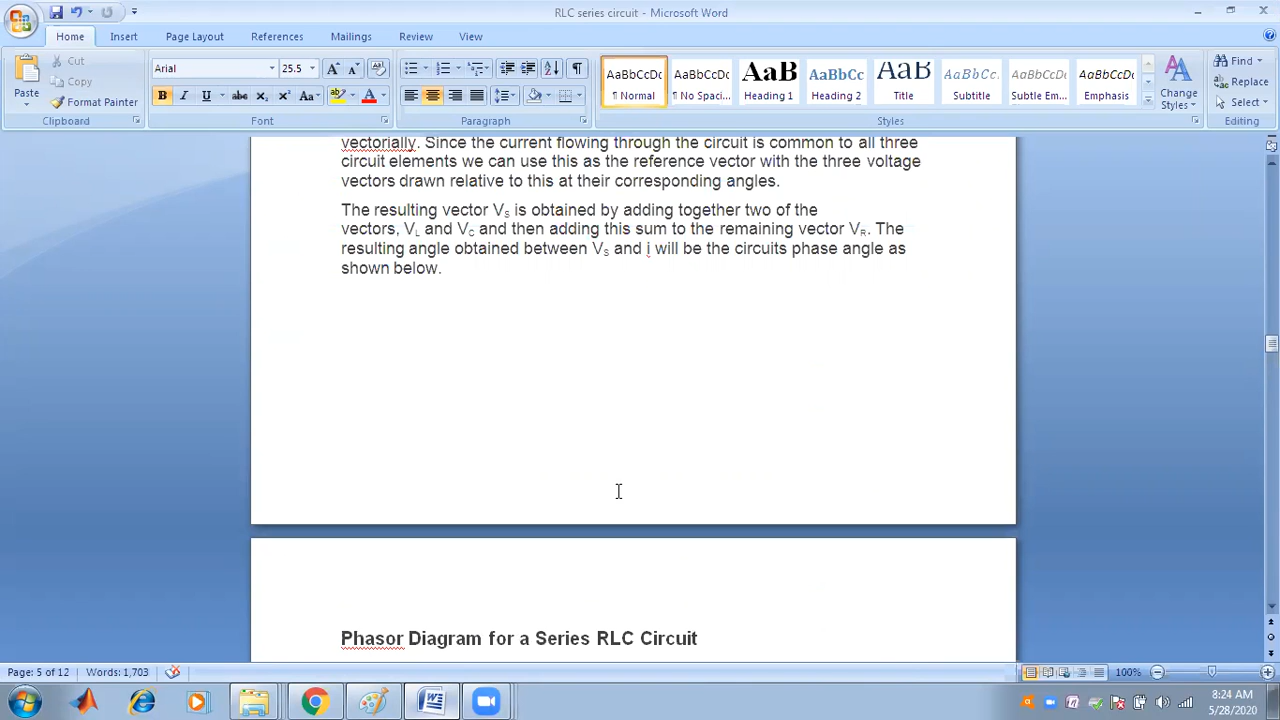 RLC series circuit - Microsoft Word
Home Insert Page Layout References Mailings Review View
Paste
Cut
Copy
Format Painter
Clipboard
Arial 25.5
Font
Paragraph
AaBbCcDc AaBbCcDc AaB AaBbCc AaB AaBbCc. AaBbCcDc AaBbCcDc
¶ Normal ¶ No Spaci... Heading 1 Heading 2 Title Subtitle Subtle Em... Emphasis
Change Styles
Styles
Find
Replace
Select
Editing
vectorially. Since the current flowing through the circuit is common to all three
circuit elements we can use this as the reference vector with the three voltage
vectors drawn relative to this at their corresponding angles.
The resulting vector VS is obtained by adding together two of the
vectors, VL and VC and then adding this sum to the remaining vector VR. The
resulting angle obtained between VS and i will be the circuits phase angle as
shown below.
Phasor Diagram for a Series RLC Circuit
Page: 5 of 12 Words: 1,703 100%
8:24 AM
5/28/2020